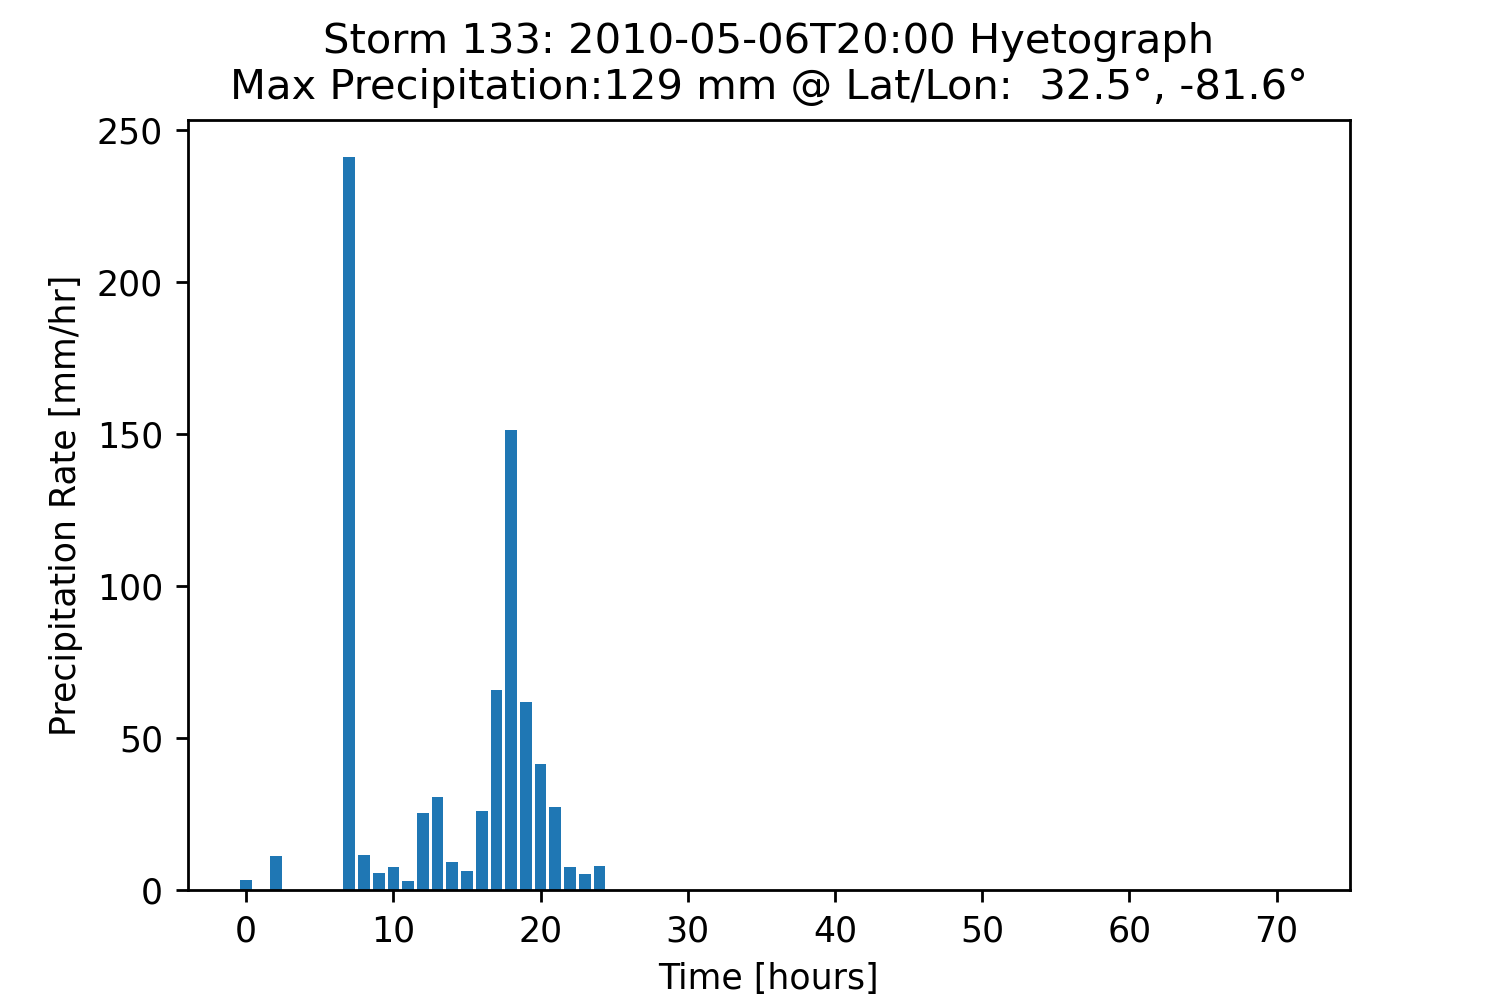 Storm 133: 2010-05-06T20:00 Hyetograph
Max Precipitation:129 mm @ Lat/Lon:  32.5°, -81.6°
250
200
150
100
50
0
Precipitation Rate [mm/hr]
0 10 20 30 40 50 60 70
Time [hours]